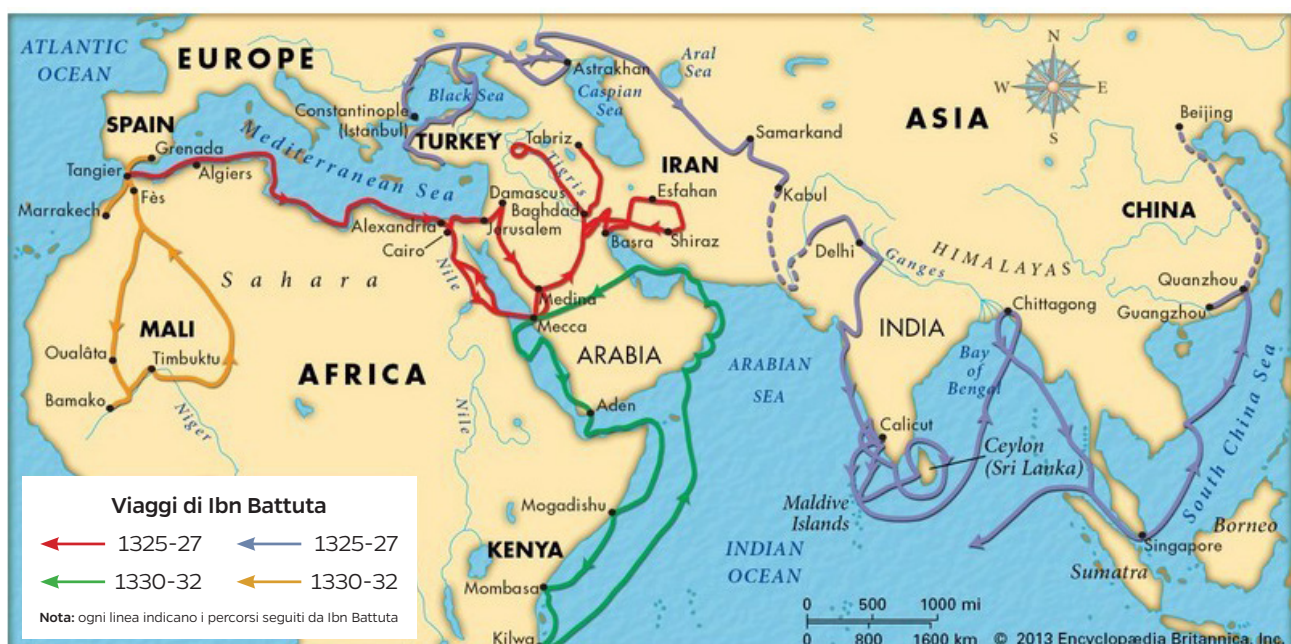 ATLANTIC
OCEAN
EUROPE
Aral
Sea
Astrakhan
Black Sea
Caspian
Sea
Constantinople
(Istanbul)
ASIA
N
W E
S
Beijing
SPAIN
Grenada
Tangier
Algiers
Mediterranean Sea
TURKEY
Tabriz
Tigris
IRAN
Samarkand
Fès
Marrakech
Damascus
Baghdad
Esfahan
Kabul
CHINA
Alexandria
Jerusalem
Cairo
Basra
Shiraz
Delhi
Ganges
HIMALAYAS
Sahara
Nile
Medina
Mecca
Quanzhou
Guangzhou
Chittagong
MALI
INDIA
Oualâta
Timbuktu
ARABIA
AFRICA
ARABIAN
SEA
Bay
of
Bengal
Bamako
Niger
Nile
Aden
Calicut
Ceylon
(Sri Lanka)
South China Sea
Maldive
Islands
Mogadishu
Borneo
KENYA
INDIAN
OCEAN
Singapore
Sumatra
Mombasa
Kilwa
Viaggi di Ibn Battuta
1325-27 1325-27
1330-32 1330-32
Nota: ogni linea indicano i percorsi seguiti da Ibn Battuta
0 500 1000 mi
0 800 1600 km
© 2013 Encyclopædia Britannica, Inc.